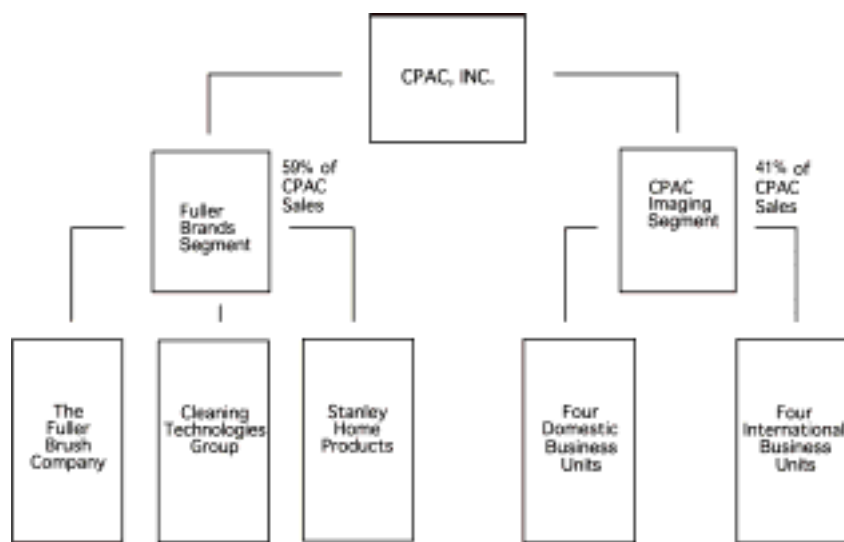 CPAC, INC.
59% of
CPAC
Sales
Fuller
Brands
Segment
41% of
CPAC
Sales
CPAC
Imaging
Segment
The
Fuller
Brush
Company
Cleaning
Technologies
Group
Stanley
Home
Products
Four
Domestic
Business
Units
Four
International
Business
Units